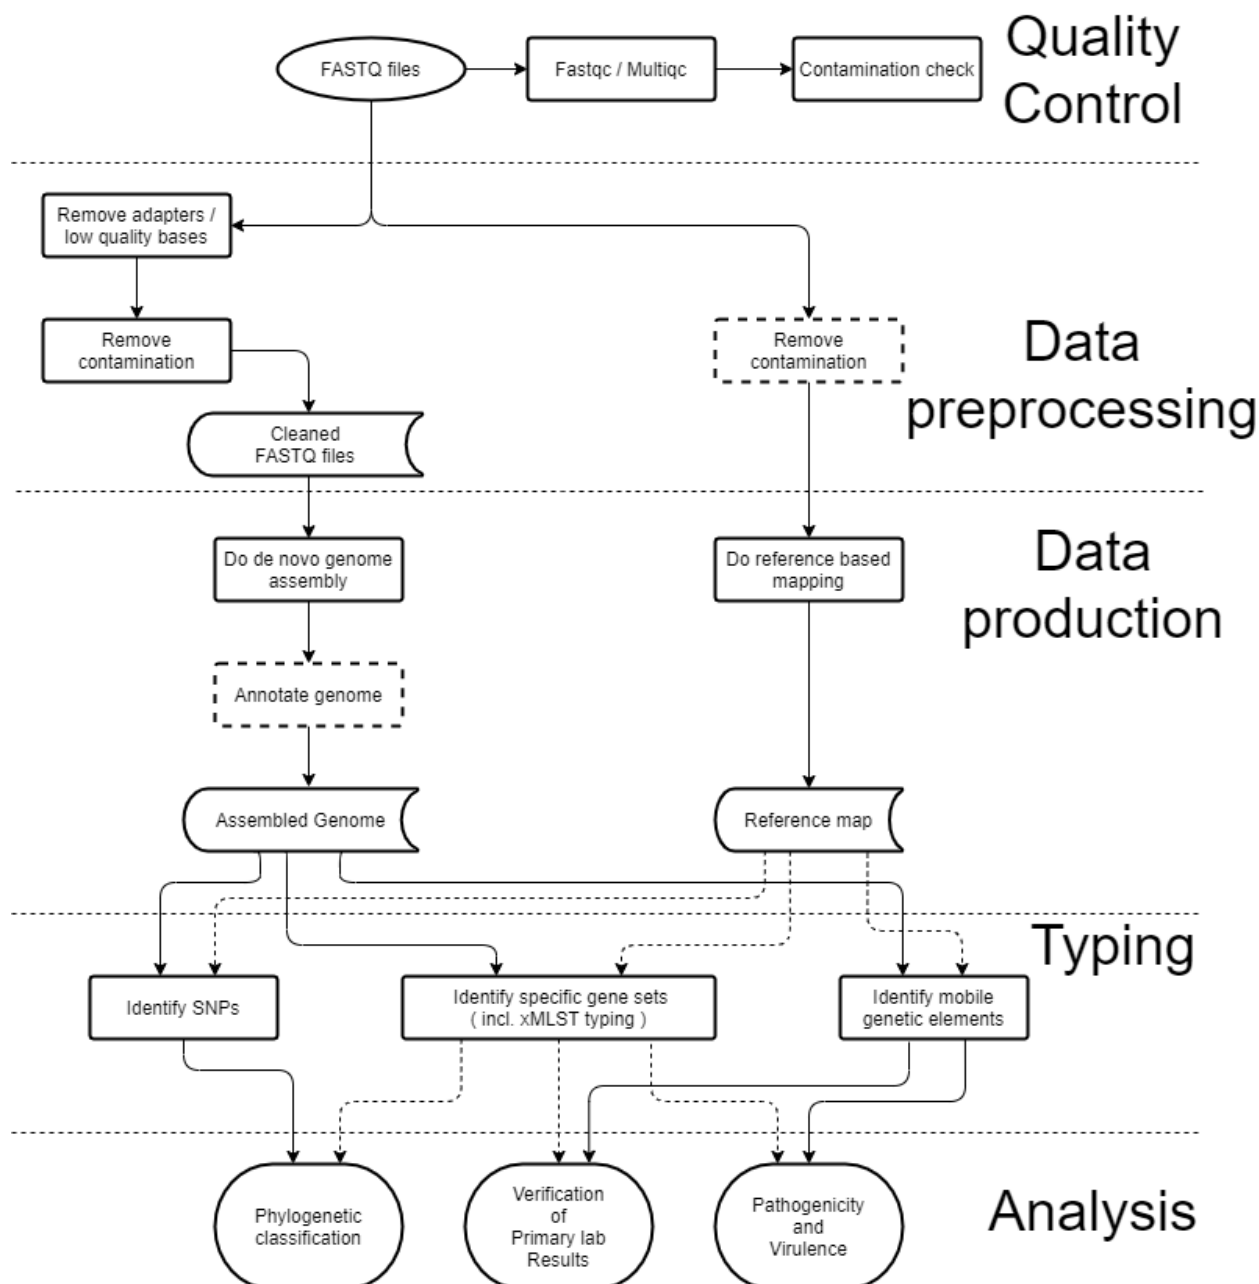 Quality
Control
FASTQ files
Fastqc / Multiqc
Contamination check
Remove adapters /
low quality bases
Remove
contamination
Remove
contamination
Data
preprocessing
Cleaned
FASTQ files
Do de novo genome
assembly
Do reference based
mapping
Data
production
Annotate genome
Assembled Genome
Reference map
Typing
Identify SNPs
Identify specific gene sets
( incl. xMLST typing )
Identify mobile
genetic elements
Phylogenetic
classification
Verification
of
Primary lab
Results
Pathogenicity
and
Virulence
Analysis